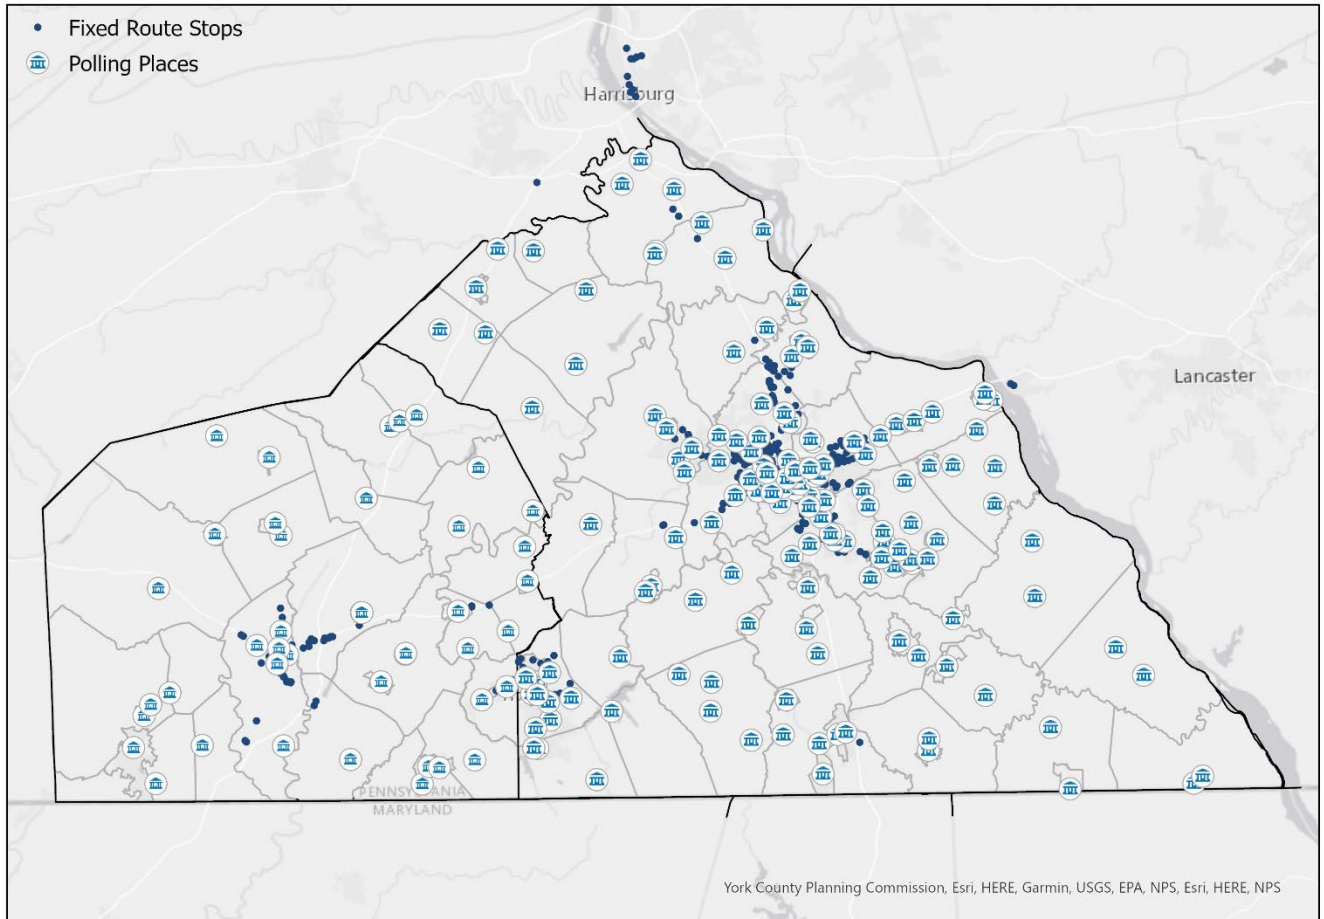 Fixed Route Stops
Polling Places
Harrisburg
Lancaster
PENNSYLVANIA
MARYLAND
York County Planning Commission, Esri, HERE, Garmin, USGS, EPA, NPS, Esri, HERE, NPS